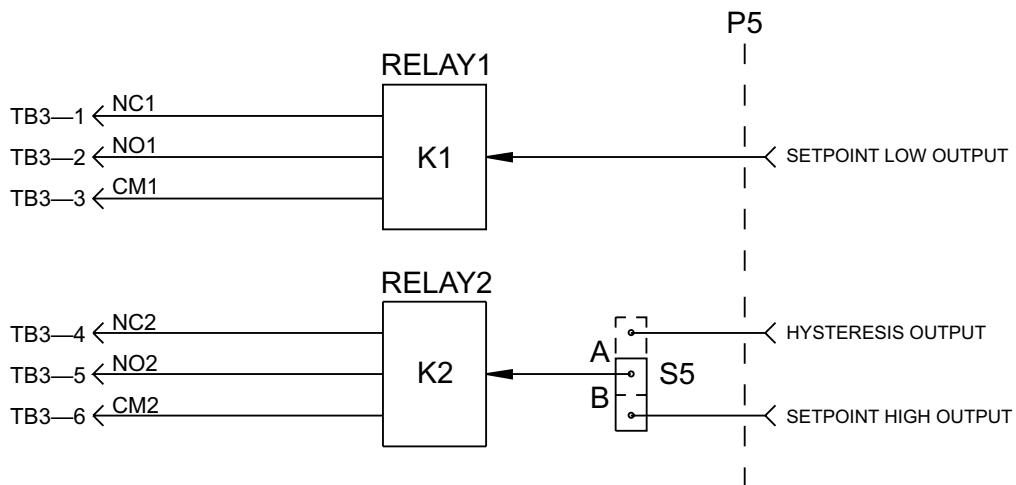 P5
RELAY1
TB3—1 NC1
TB3—2 NO1
TB3—3 CM1
K1
SETPOINT LOW OUTPUT
RELAY2
TB3—4 NC2
TB3—5 NO2
TB3—6 CM2
K2
A
B
S5
HYSTERESIS OUTPUT
SETPOINT HIGH OUTPUT